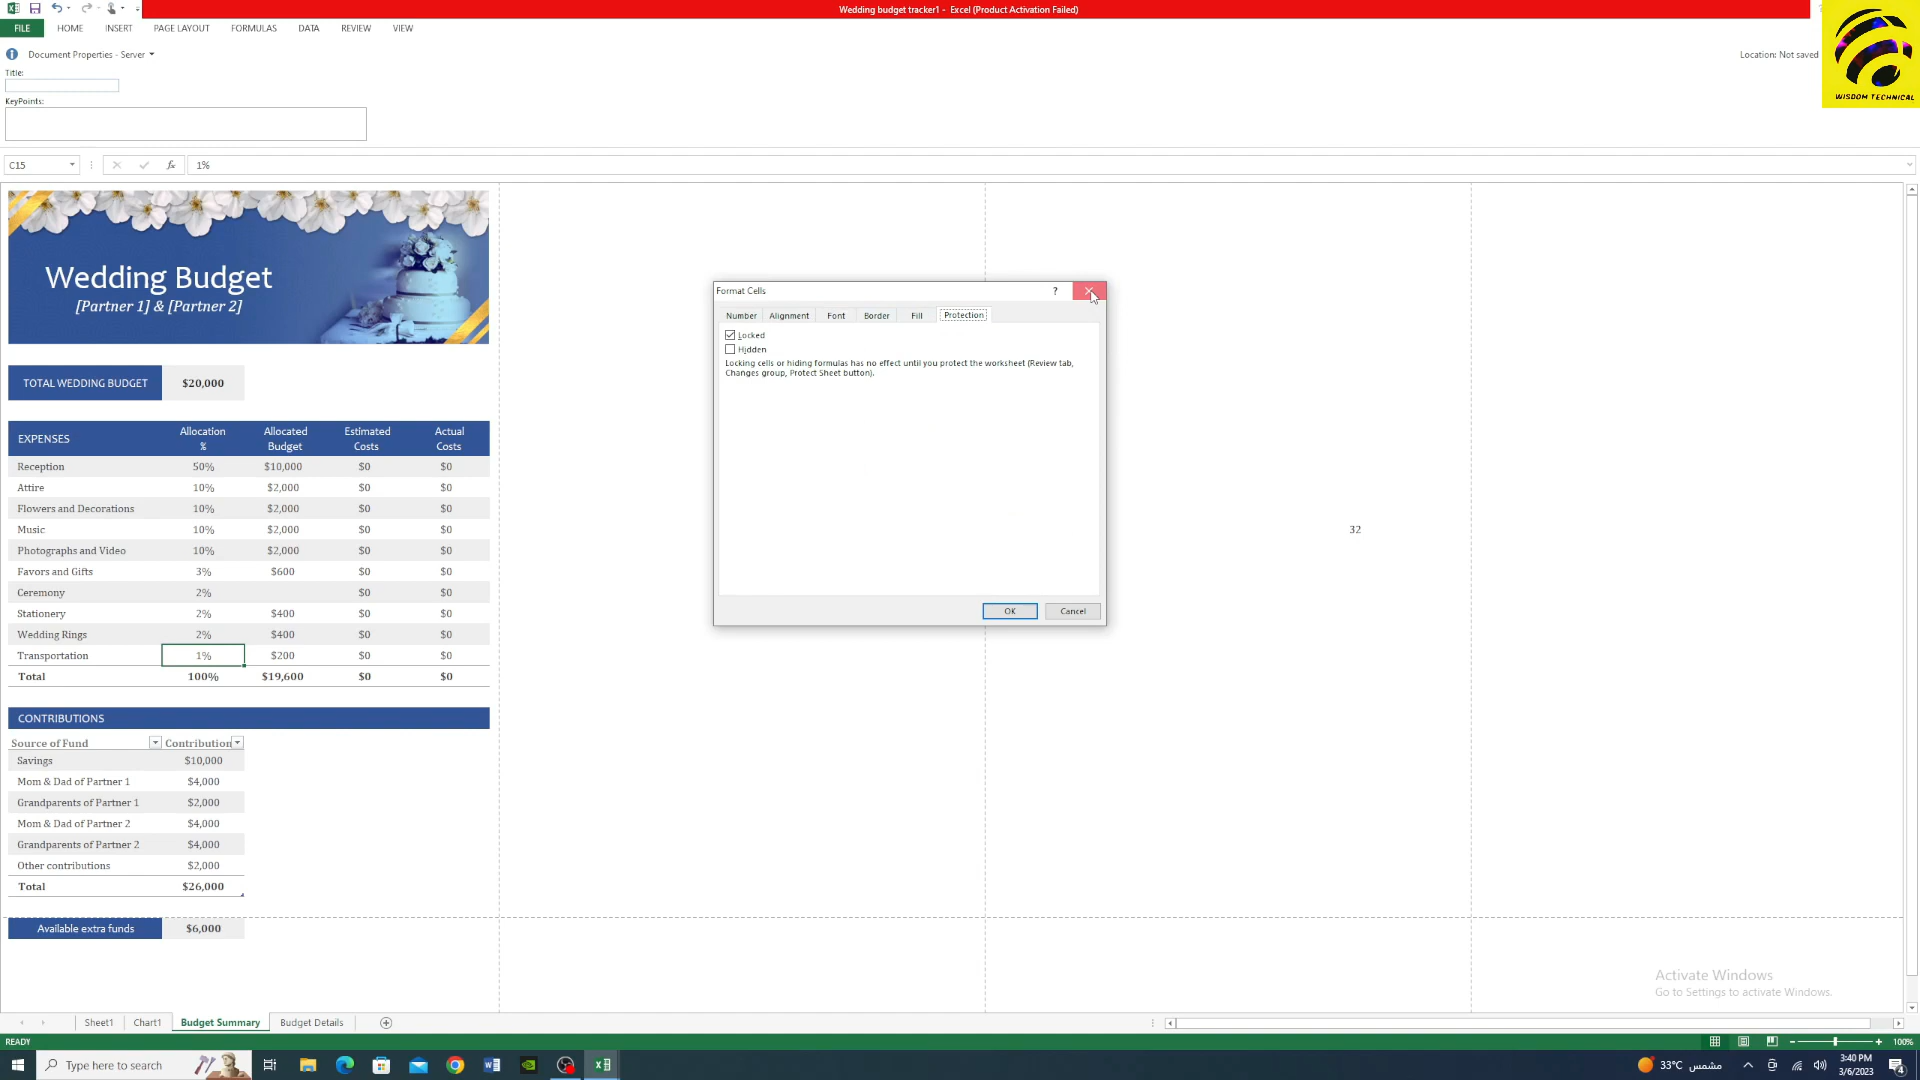 Wedding budget tracker1 - Excel (Product Activation Failed)
FILE HOME INSERT PAGE LAYOUT FORMULAS DATA REVIEW VIEW
Document Properties - Server
Location: Not saved
WISDOM TECHNICAL
Title:
KeyPoints:
C15 fx 1%
Wedding Budget
[Partner 1] & [Partner 2]
TOTAL WEDDING BUDGET $20,000
EXPENSES Allocation % Allocated Budget Estimated Costs Actual Costs
Reception 50% $10,000 $0 $0
Attire 10% $2,000 $0 $0
Flowers and Decorations 10% $2,000 $0 $0
Music 10% $2,000 $0 $0
Photographs and Video 10% $2,000 $0 $0
Favors and Gifts 3% $600 $0 $0
Ceremony 2% $0 $0
Stationery 2% $400 $0 $0
Wedding Rings 2% $400 $0 $0
Transportation 1% $200 $0 $0
Total 100% $19,600 $0 $0
CONTRIBUTIONS
Source of Fund Contribution
Savings $10,000
Mom & Dad of Partner 1 $4,000
Grandparents of Partner 1 $2,000
Mom & Dad of Partner 2 $4,000
Grandparents of Partner 2 $4,000
Other contributions $2,000
Total $26,000
Available extra funds $6,000
Format Cells ?
Number Alignment Font Border Fill Protection
Locked
Hidden
Locking cells or hiding formulas has no effect until you protect the worksheet (Review tab,
Changes group, Protect Sheet button).
OK Cancel
32
Activate Windows
Go to Settings to activate Windows.
Sheet1 Chart1 Budget Summary Budget Details
READY
100%
Type here to search
33°C مشمس
3:40 PM
3/6/2023
4